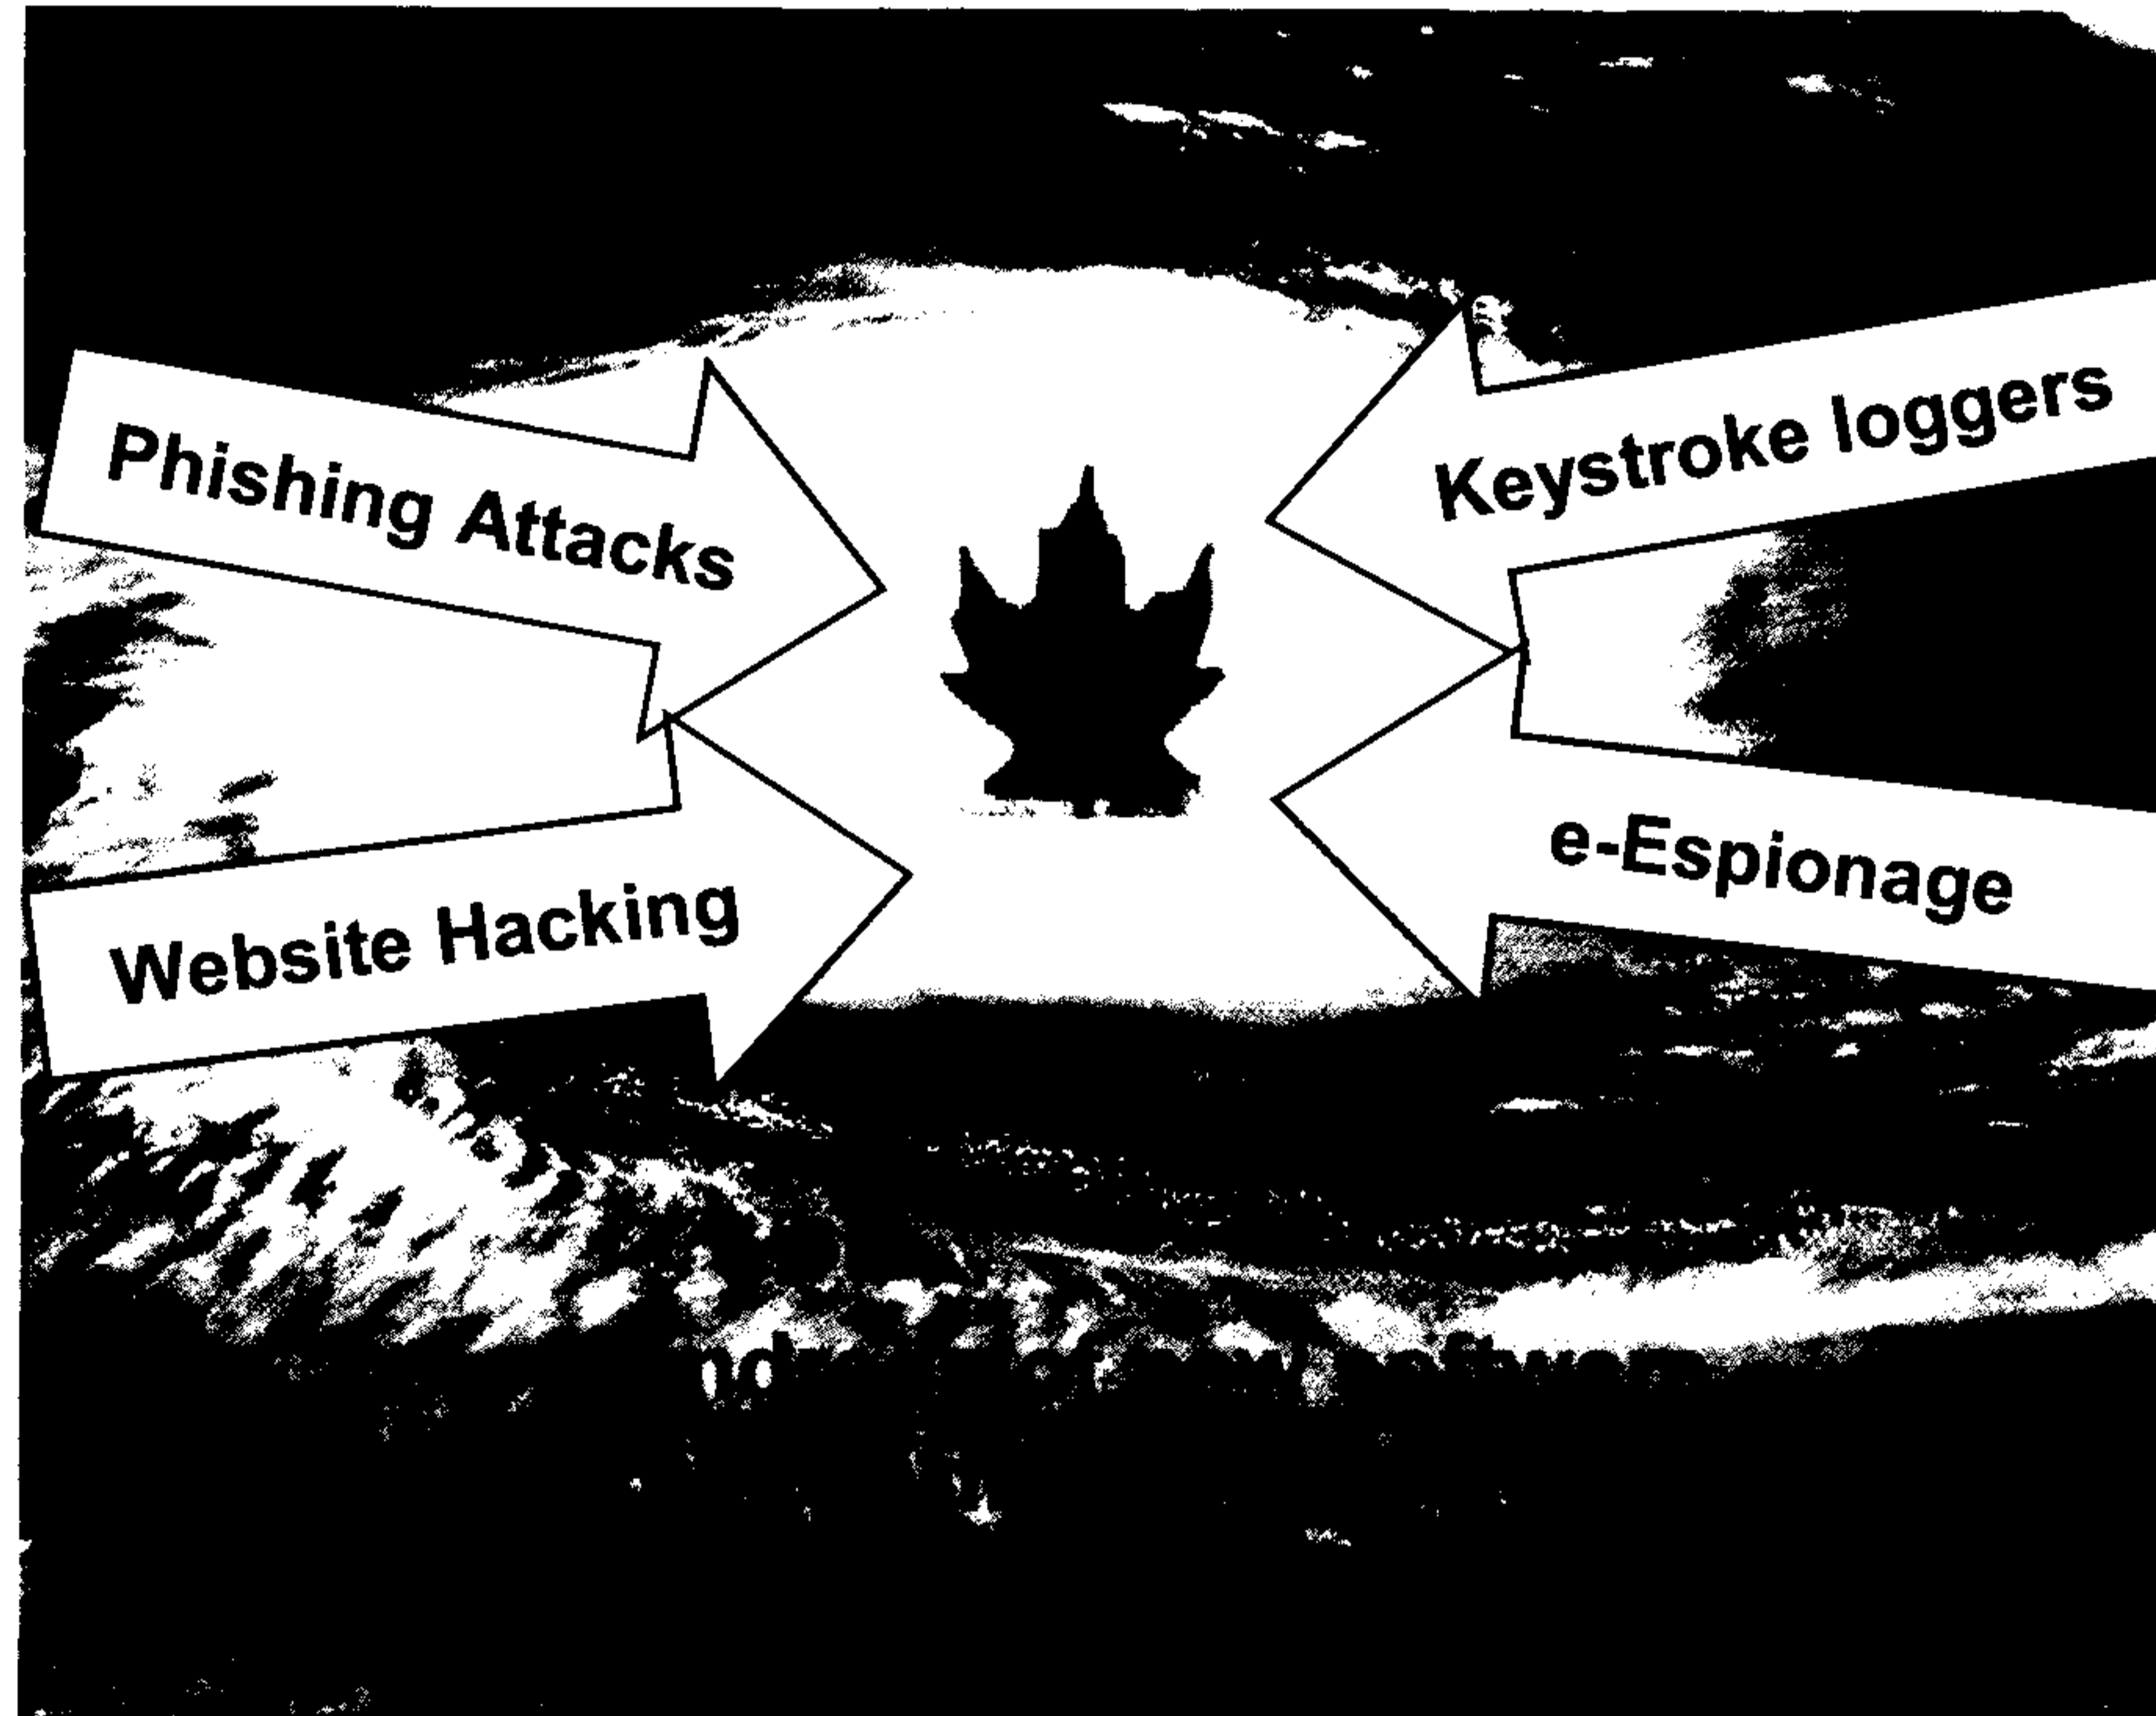 Phishing Attacks
Keystroke loggers
Website Hacking
e-Espionage